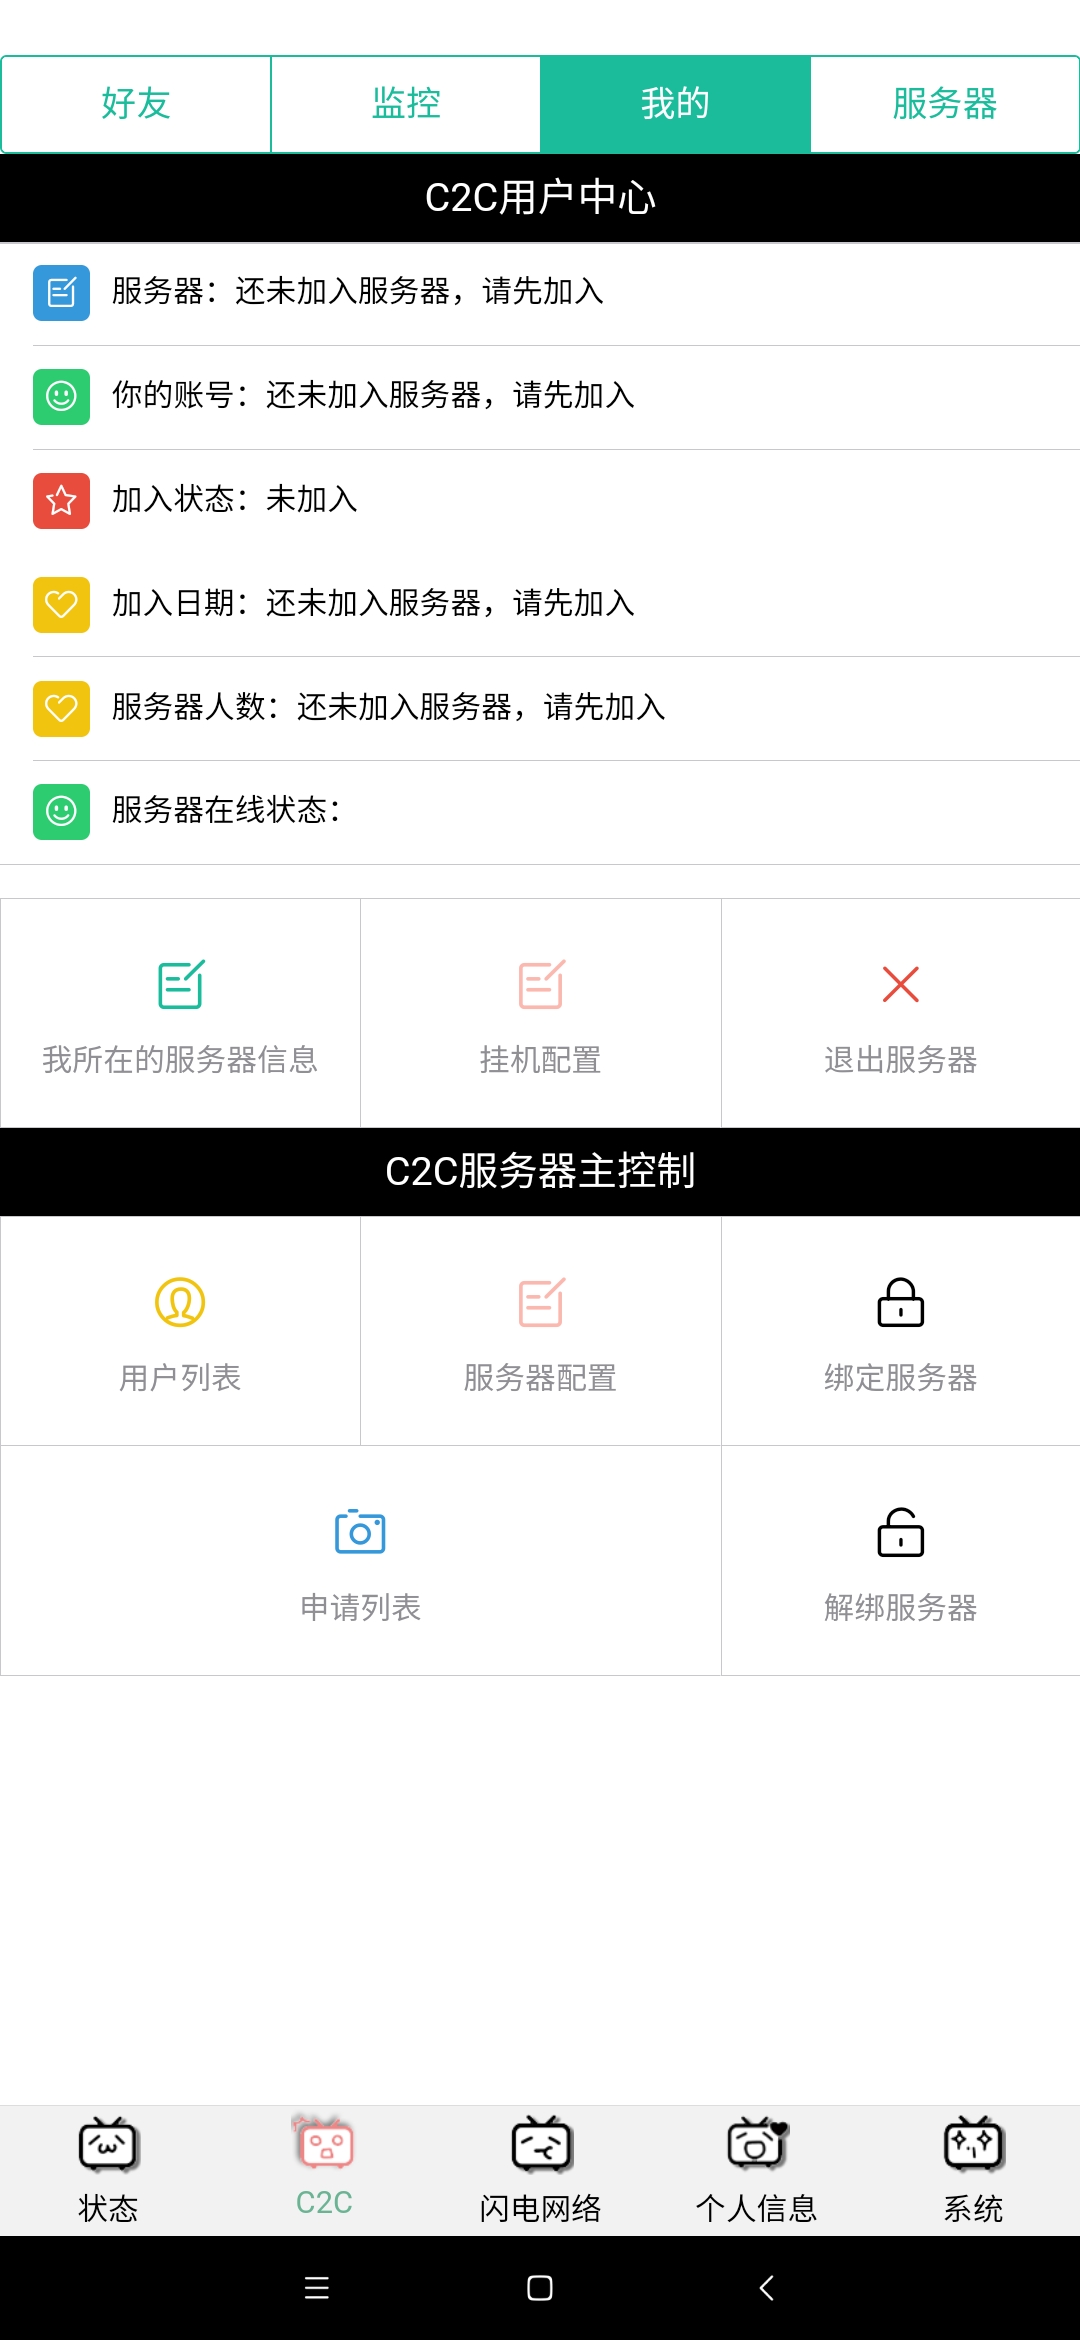 好友 监控 我的 服务器
C2C用户中心
服务器：还未加入服务器，请先加入
你的账号：还未加入服务器，请先加入
加入状态：未加入
加入日期：还未加入服务器，请先加入
服务器人数：还未加入服务器，请先加入
服务器在线状态：
我所在的服务器信息 挂机配置 退出服务器
C2C服务器主控制
用户列表 服务器配置 绑定服务器
申请列表 解绑服务器
状态 C2C 闪电网络 个人信息 系统